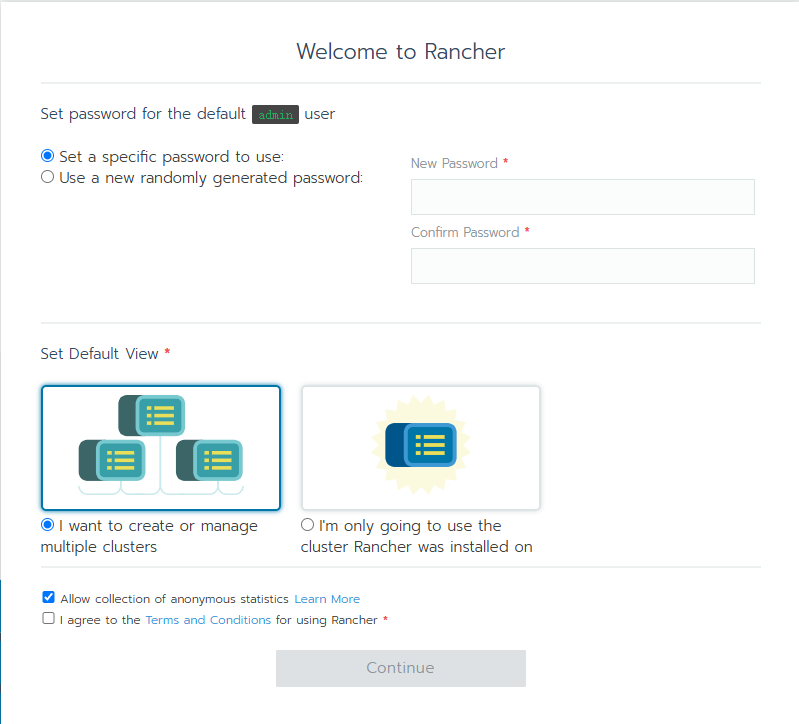 Welcome to Rancher
Set password for the default admin user
Set a specific password to use:
Use a new randomly generated password:
New Password *
Confirm Password *
Set Default View *
I want to create or manage
multiple clusters
I'm only going to use the
cluster Rancher was installed on
Allow collection of anonymous statistics Learn More
I agree to the Terms and Conditions for using Rancher *
Continue